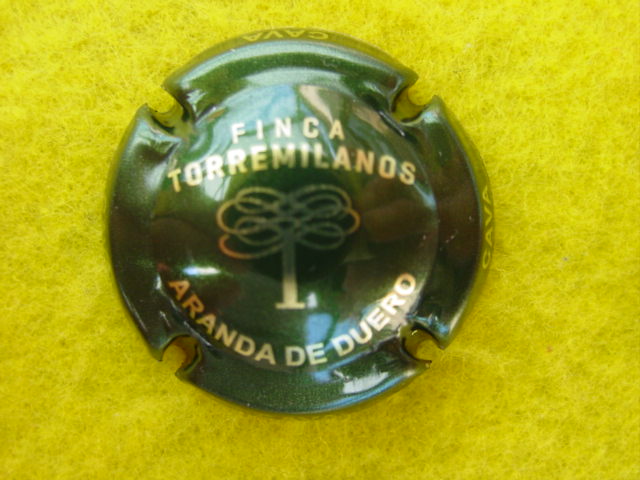 CAVA
FINCA
TORREMILANOS
ARANDA DE DUERO
CAVA